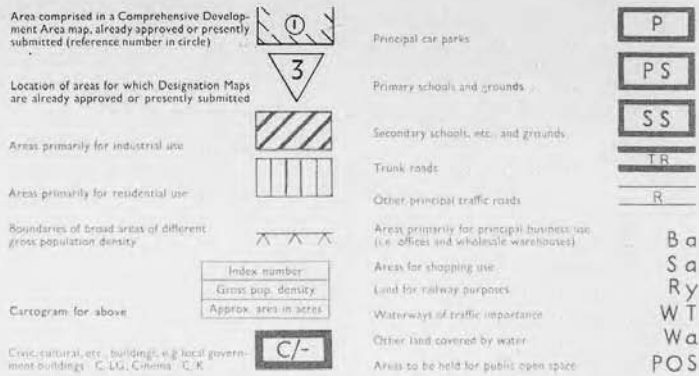 Area comprised in a Comprehensive Develop-
ment Area map, already approved or presently
submitted (reference number in circle)
1
Location of areas for which Designation Maps
are already approved or presently submitted
3
Areas primarily for industrial use
Areas primarily for residential use
Boundaries of broad areas of different
gross population density
Cartogram for above
Index number
Gross pop. density
Approx. area in acres
Civic, cultural, etc., buildings, e.g. local govern-
ment buildings C/LG, Cinema C/K
C/-
Principal car parks
P
Primary schools and grounds
PS
Secondary schools, etc., and grounds
SS
Trunk roads
TR
Other principal traffic roads
R
Areas primarily for principal business use
(i.e. offices and wholesale warehouses)
Ba
Areas for shopping use
Sa
Land for railway purposes
Ry
Waterways of traffic importance
WT
Other land covered by water
Wa
Areas to be held for public open space
POS